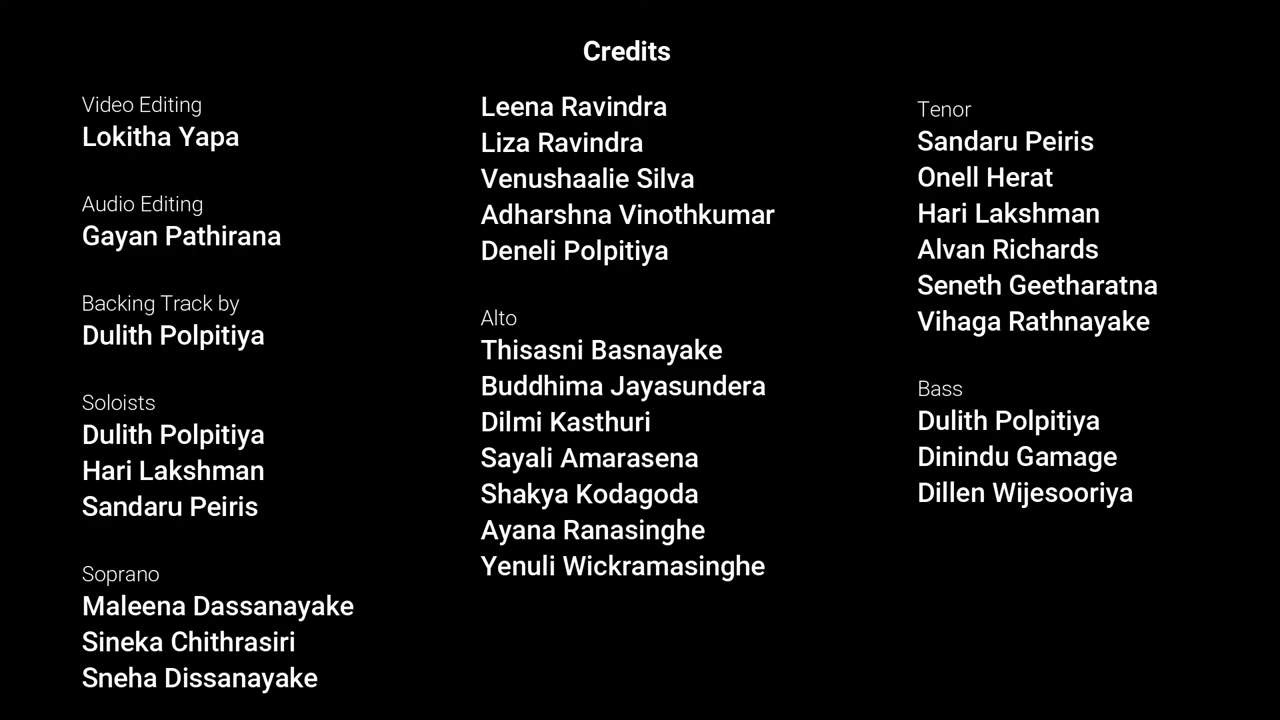 Credits
Video Editing
Lokitha Yapa
Audio Editing
Gayan Pathirana
Backing Track by
Dulith Polpitiya
Soloists
Dulith Polpitiya
Hari Lakshman
Sandaru Peiris
Soprano
Maleena Dassanayake
Sineka Chithrasiri
Sneha Dissanayake
Leena Ravindra
Liza Ravindra
Venushaalie Silva
Adharshna Vinothkumar
Deneli Polpitiya
Alto
Thisasni Basnayake
Buddhima Jayasundera
Dilmi Kasthuri
Sayali Amarasena
Shakya Kodagoda
Ayana Ranasinghe
Yenuli Wickramasinghe
Tenor
Sandaru Peiris
Onell Herat
Hari Lakshman
Alvan Richards
Seneth Geetharatna
Vihaga Rathnayake
Bass
Dulith Polpitiya
Dinindu Gamage
Dillen Wijesooriya